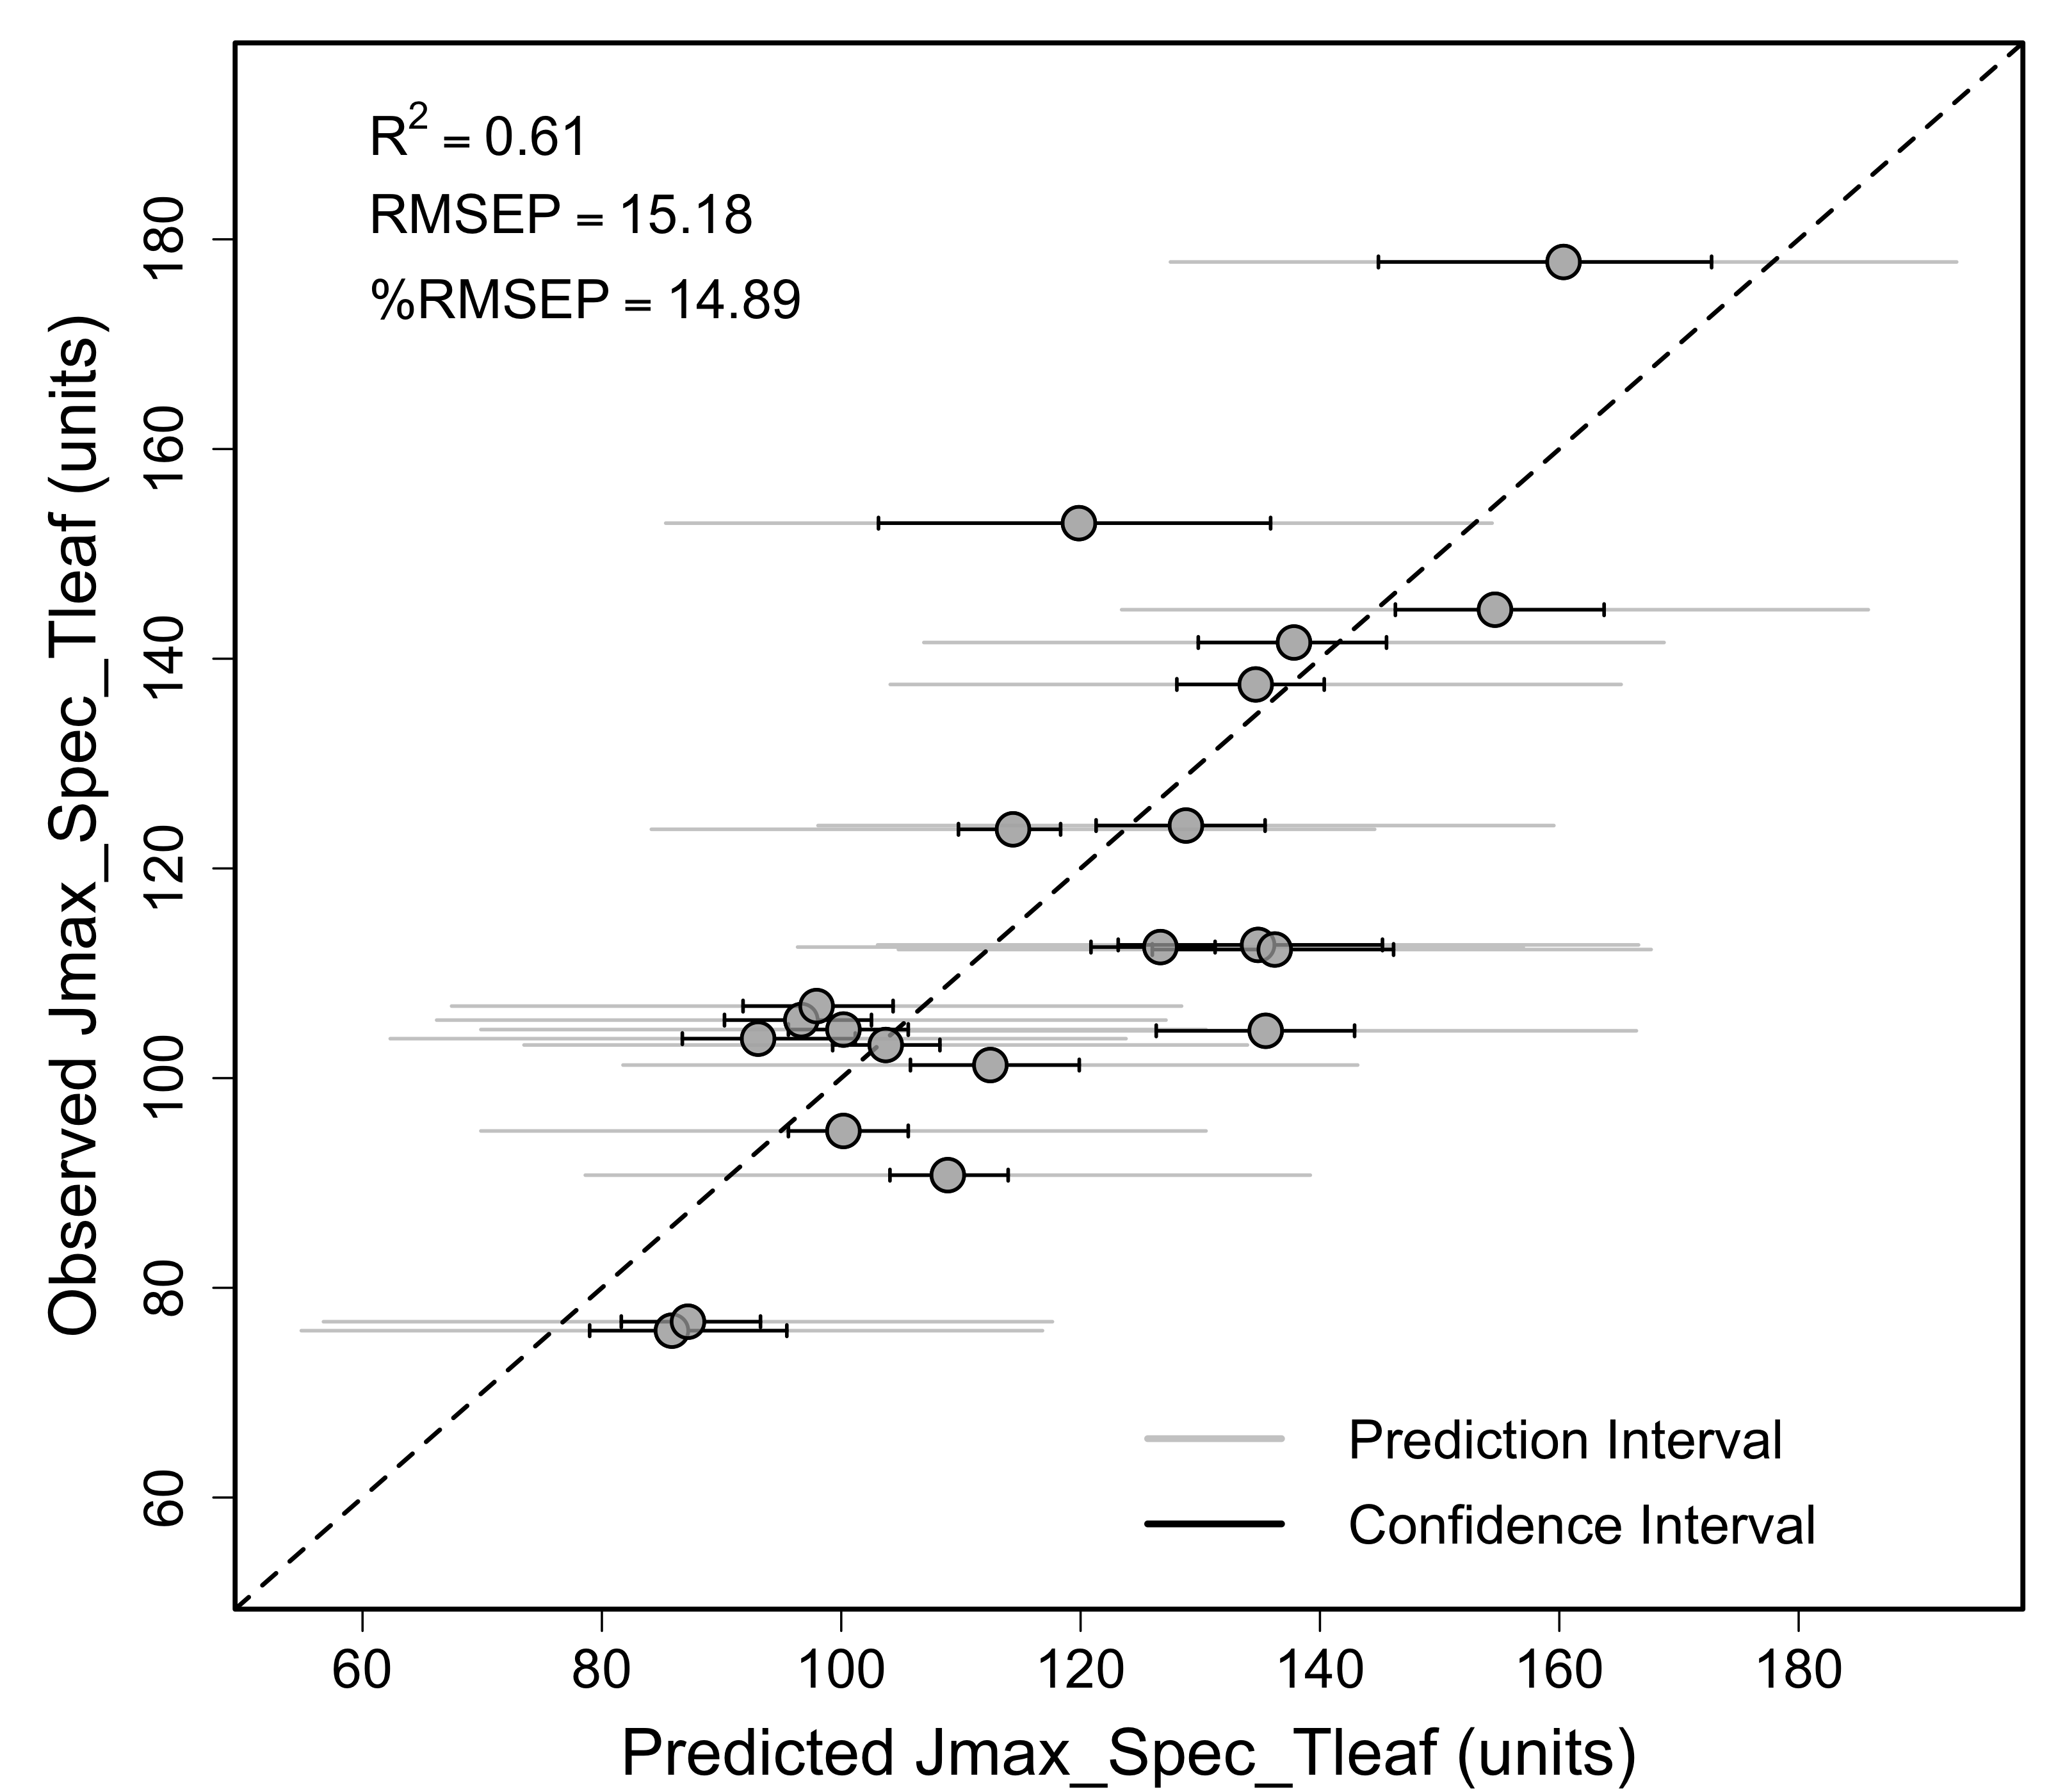 R² = 0.61
RMSEP = 15.18
%RMSEP = 14.89
Observed Jmax_Spec_Tleaf (units)
180
160
140
120
100
80
60
Prediction Interval
Confidence Interval
60 80 100 120 140 160 180
Predicted Jmax_Spec_Tleaf (units)